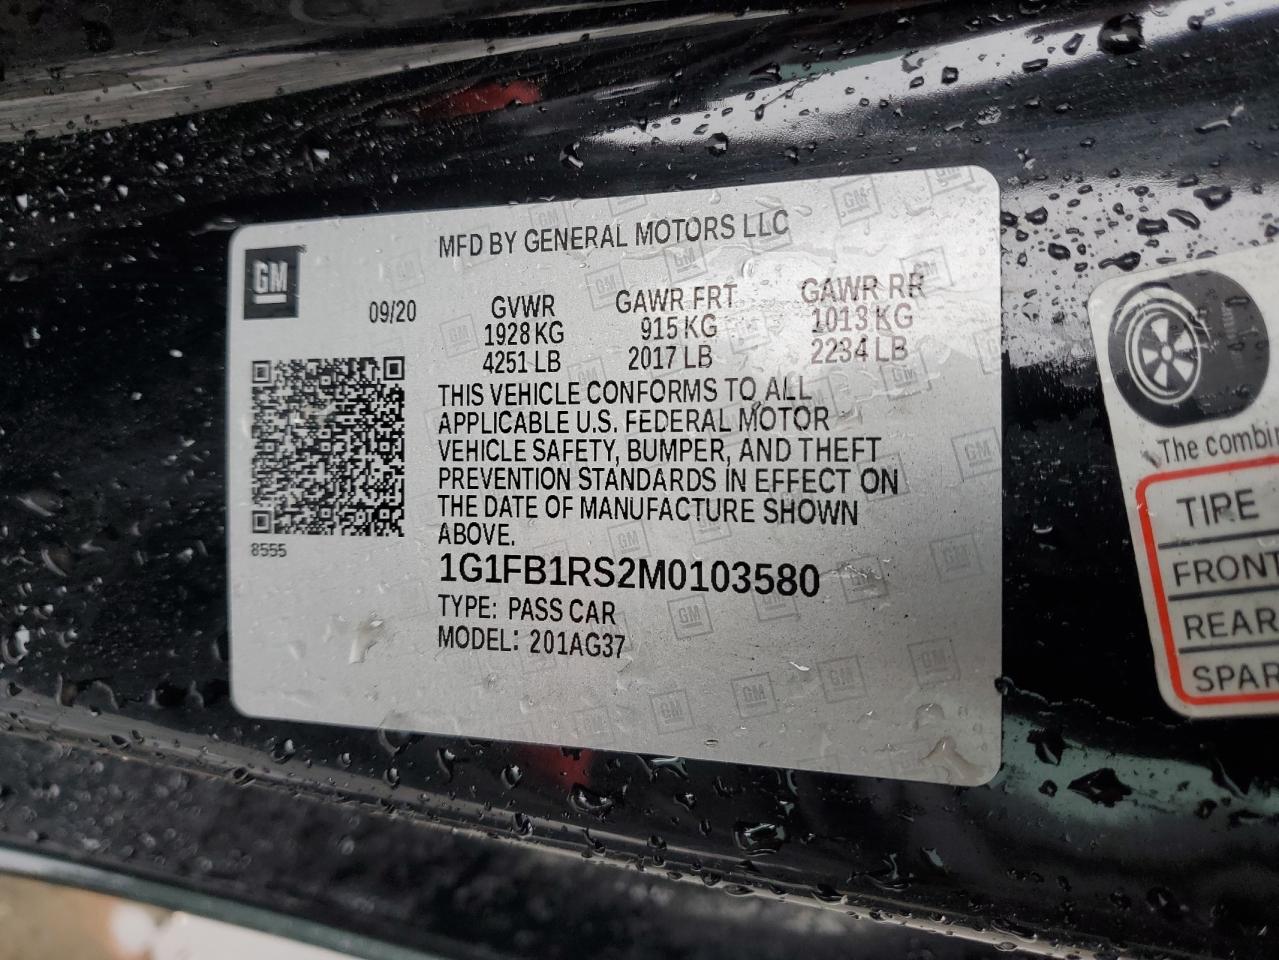 GM
MFD BY GENERAL MOTORS LLC
09/20
GVWR GAWR FRT GAWR RR
1928 KG 915 KG 1013 KG
4251 LB 2017 LB 2234 LB
THIS VEHICLE CONFORMS TO ALL
APPLICABLE U.S. FEDERAL MOTOR
VEHICLE SAFETY, BUMPER, AND THEFT
PREVENTION STANDARDS IN EFFECT ON
THE DATE OF MANUFACTURE SHOWN
ABOVE.
8555
1G1FB1RS2M0103580
TYPE: PASS CAR
MODEL: 201AG37
The combin
TIRE
FRONT
REAR
SPAR